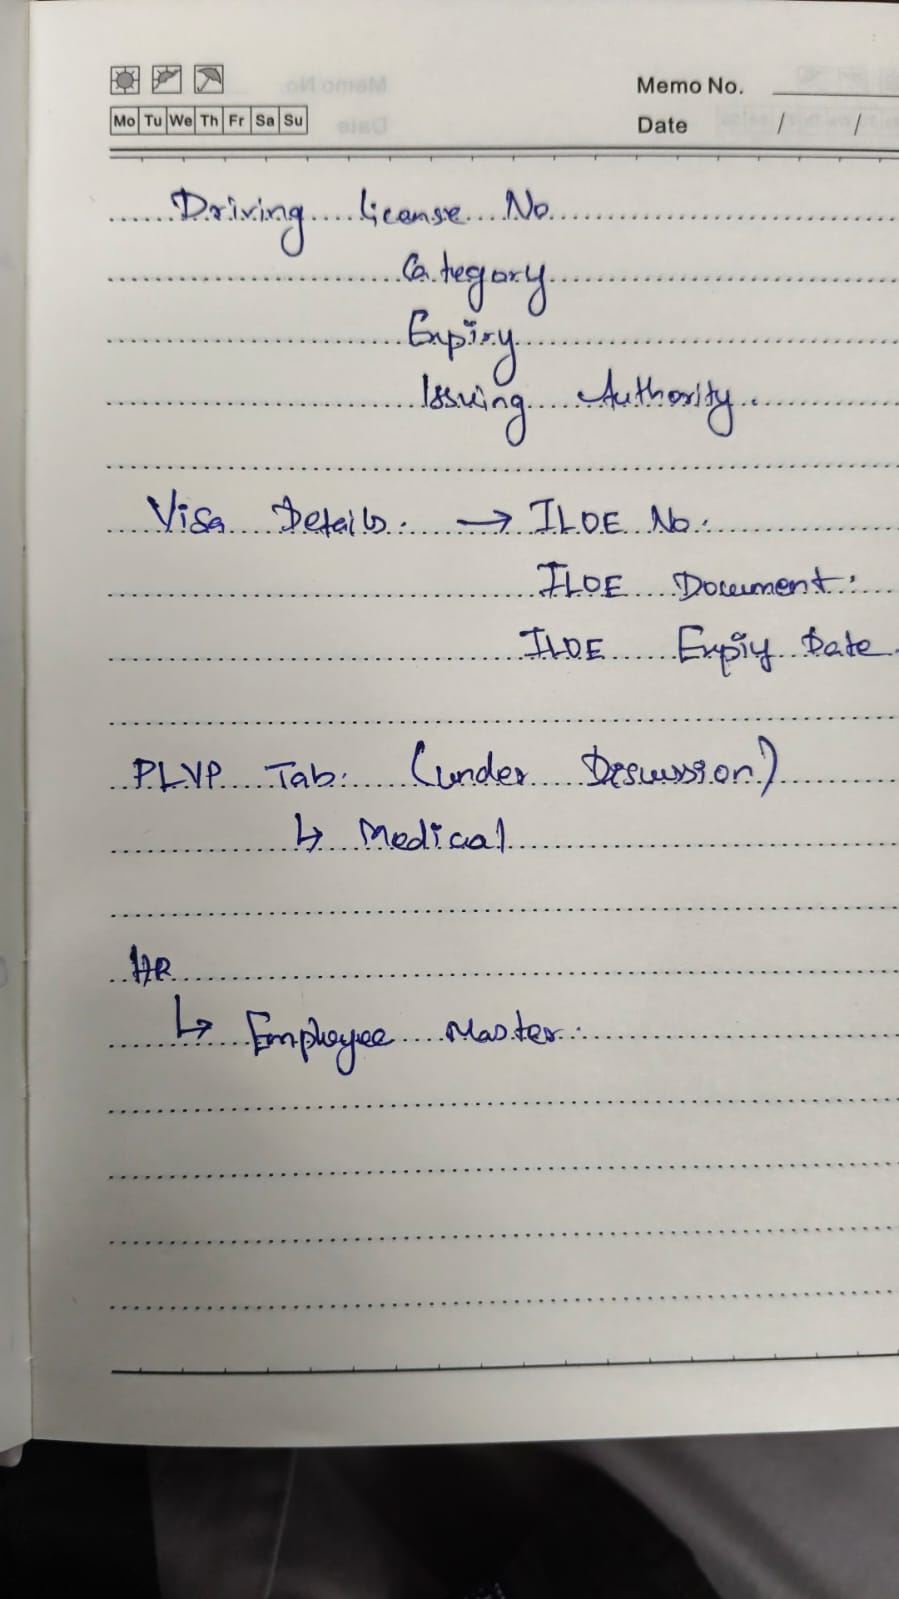 Memo No.
Mo Tu We Th Fr Sa Su
Date / /
Driving license No
Category
Expiry
Issuing Authority.
Visa Details: → ILOE No:
ILOE Document:
ILOE Expiy Date
PLVP Tab: (under Discussion)
↳ Medical
HR
↳ Employee Master: